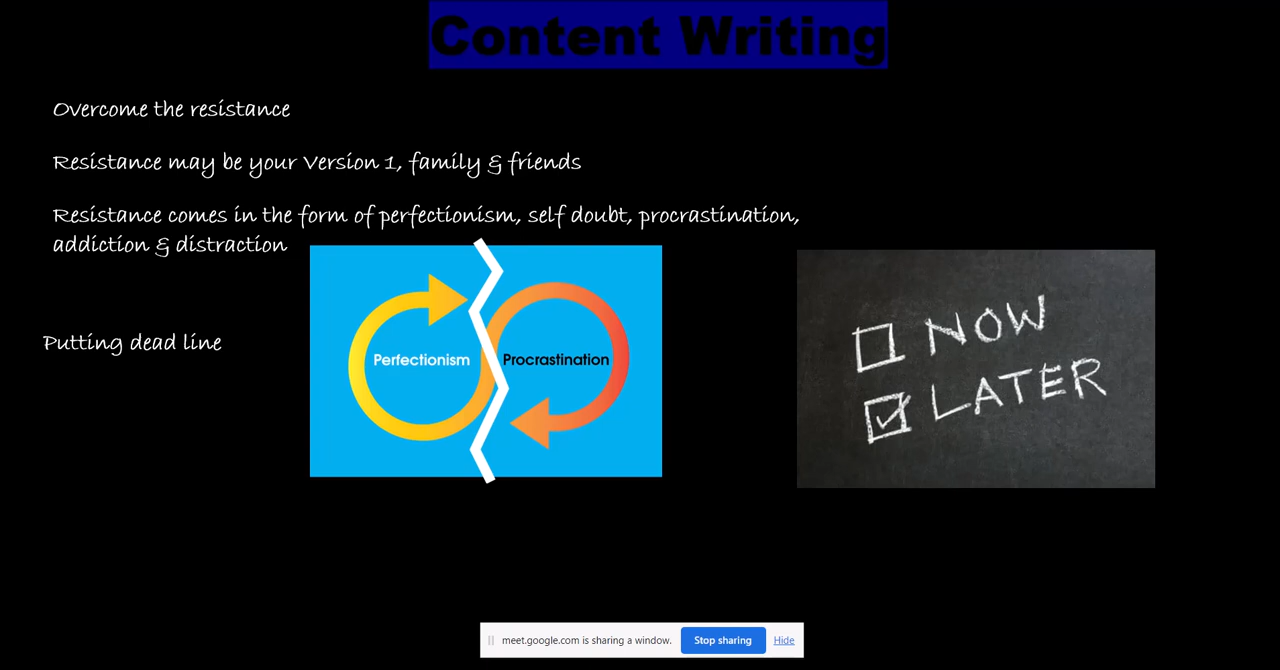 Content Writing
Overcome the resistance
Resistance may be your Version 1, family & friends
Resistance comes in the form of perfectionism, self doubt, procrastination,
addiction & distraction
Putting dead line
Perfectionism
Procrastination
NOW
LATER
meet.google.com is sharing a window.
Stop sharing
Hide